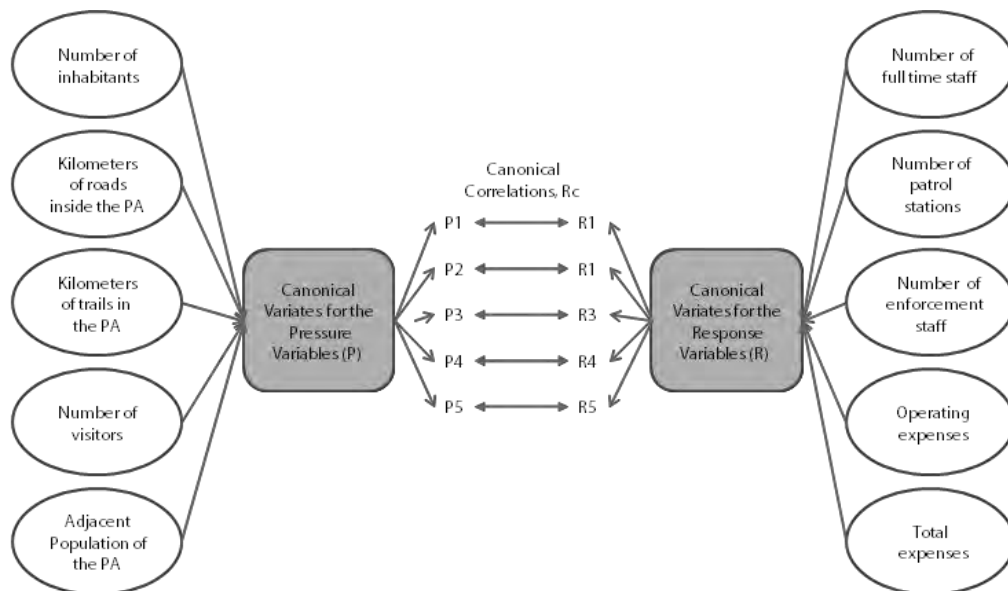 Number of
inhabitants
Kilometers
of roads
inside the PA
Kilometers
of trails in
the PA
Number of
visitors
Adjacent
Population of
the PA
Canonical
Variates for the
Pressure
Variables (P)
Canonical
Correlations, Rc
P1 R1
P2 R1
P3 R3
P4 R4
P5 R5
Canonical
Variates for the
Response
Variables (R)
Number of
full time staff
Number of
patrol
stations
Number of
enforcement
staff
Operating
expenses
Total
expenses